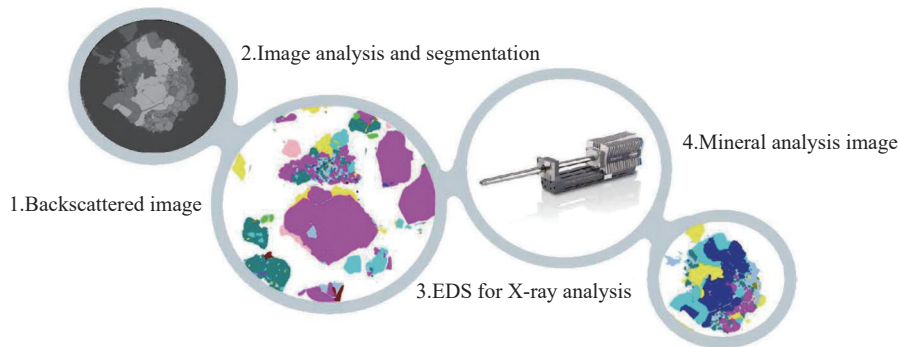 2.Image analysis and segmentation
4.Mineral analysis image
1.Backscattered image
3.EDS for X-ray analysis